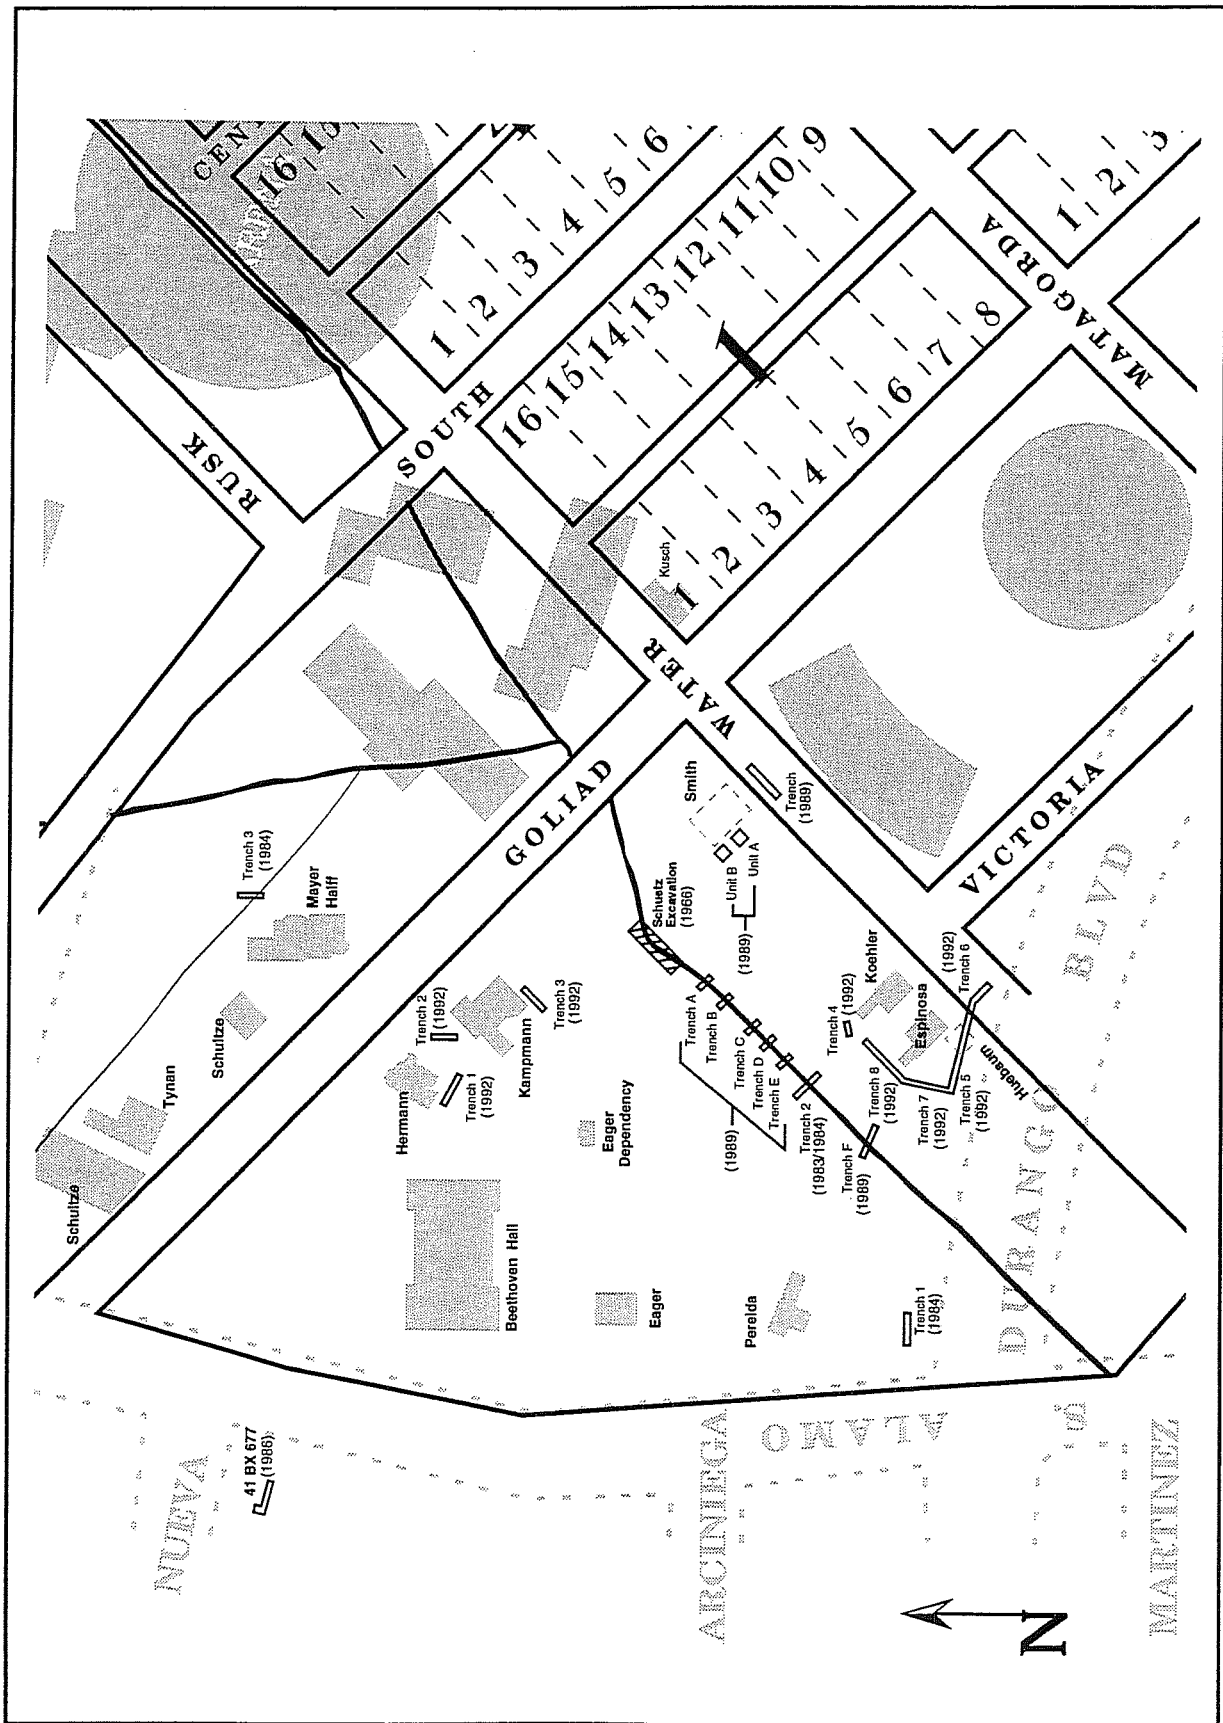 CEN
16
15
RUSK
SOUTH
1
2
3
4
5
6
16
15
14
13
12
11
10
9
1
1
2
3
4
5
6
7
8
Kusch
MATAGORDA
1
2
3
WATER
GOLIAD
VICTORIA
Trench 3
(1984)
Mayer
Halff
Schultze
Tynan
Schultze
Trench 2
(1992)
Hermann
Trench 1
(1992)
Kampmann
Trench 3
(1992)
Beethoven Hall
Eager
Dependency
Eager
Perelda
Schuetz
Excavation
(1966)
Smith
Trench
(1989)
Unit B
Unit A
(1989)
Trench A
Trench B
Trench C
Trench D
Trench E
(1989)
Trench 2
(1983/1984)
Trench F
(1989)
Trench 4
(1992)
Koehler
Espinosa
(1992)
Trench 6
Trench 8
(1992)
Trench 7
(1992)
Trench 5
(1992)
Huebaum
Trench 1
(1984)
DURANGO BLVD
41 BX 677
(1986)
NUEVA
ARCINIEGA
S. ALAMO
MARTINEZ
N